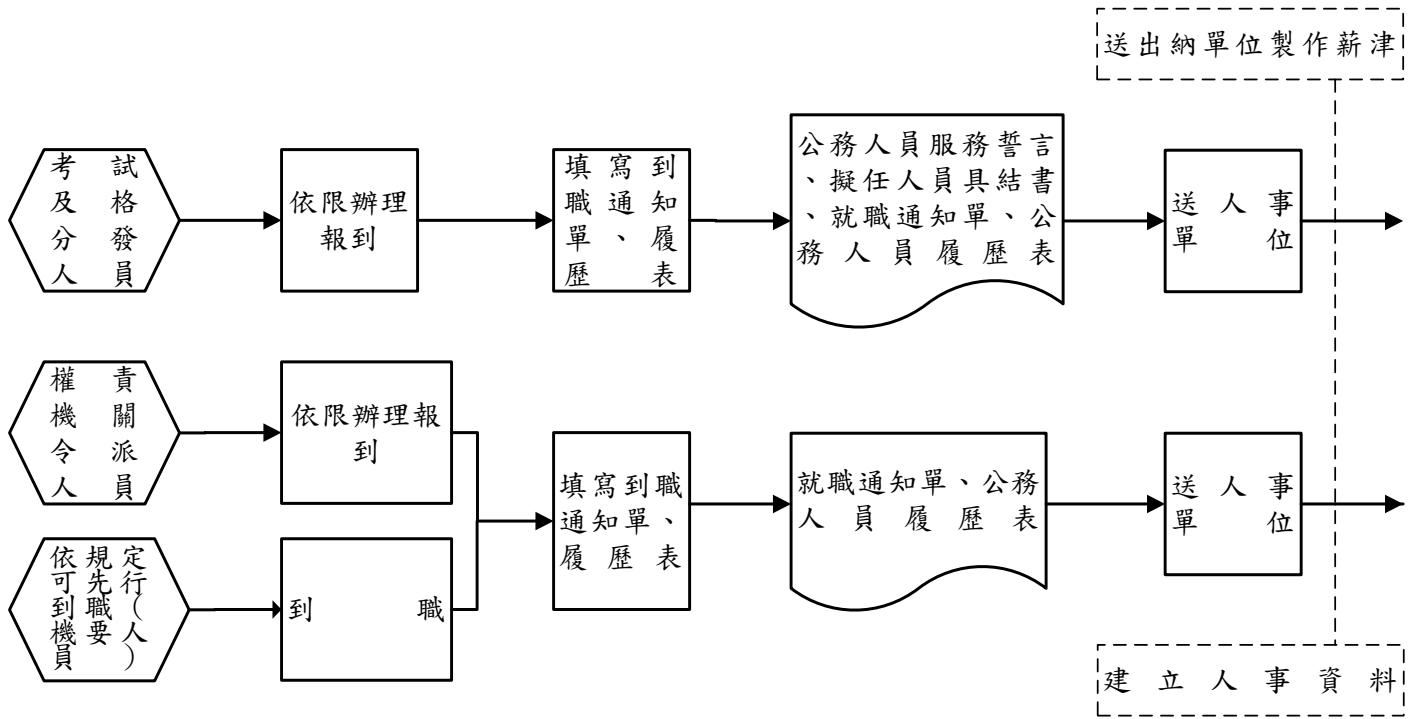 送出納單位製作薪津
考試
及格
分發
人員
依限辦理
報到
填寫到
職通知
單、履
歷表
公務人員服務誓言
、擬任人員具結書
、就職通知單、公
務人員履歷表
送人事
單位
權責
機關
令派
人員
依限辦理報
到
填寫到職
通知單、
履歷表
就職通知單、公務
人員履歷表
送人事
單位
依規定
可先行
到職（
機要人
員）
到職
建立人事資料